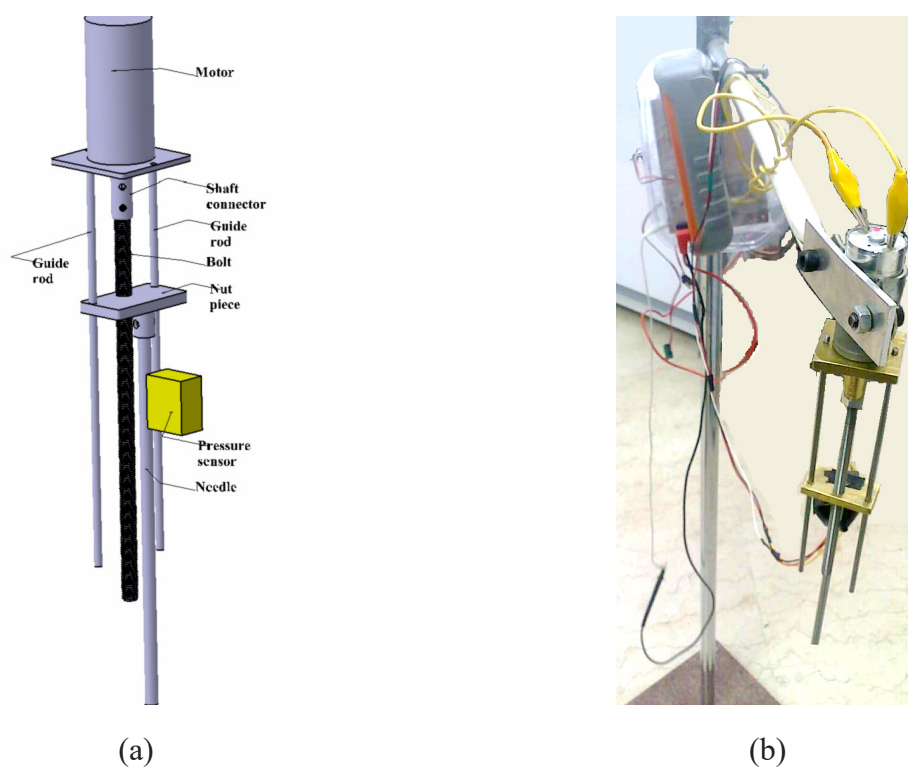 Motor
Shaft
connector
Guide
rod
Bolt
Guide
rod
Nut
piece
Pressure
sensor
Needle
(a)
(b)